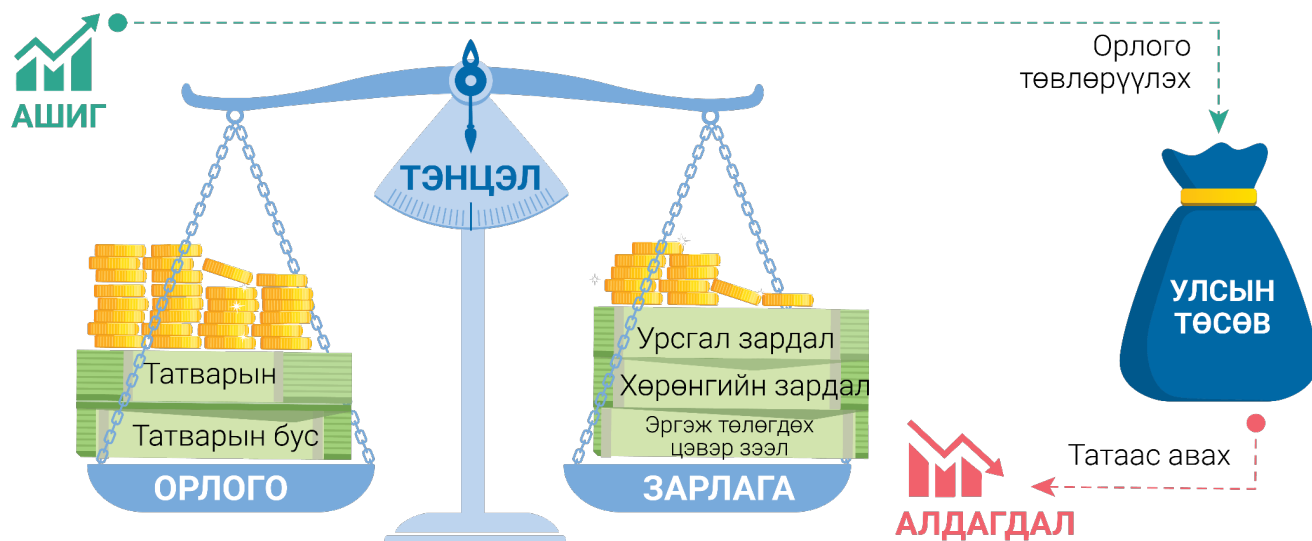 АШИГ
Орлого
төвлөрүүлэх
ТЭНЦЭЛ
УЛСЫН
ТӨСӨВ
Татварын
Татварын бус
ОРЛОГО
Урсгал зардал
Хөрөнгийн зардал
Эргэж төлөгдөх
цэвэр зээл
ЗАРЛАГА
Татаас авах
АЛДАГДАЛ